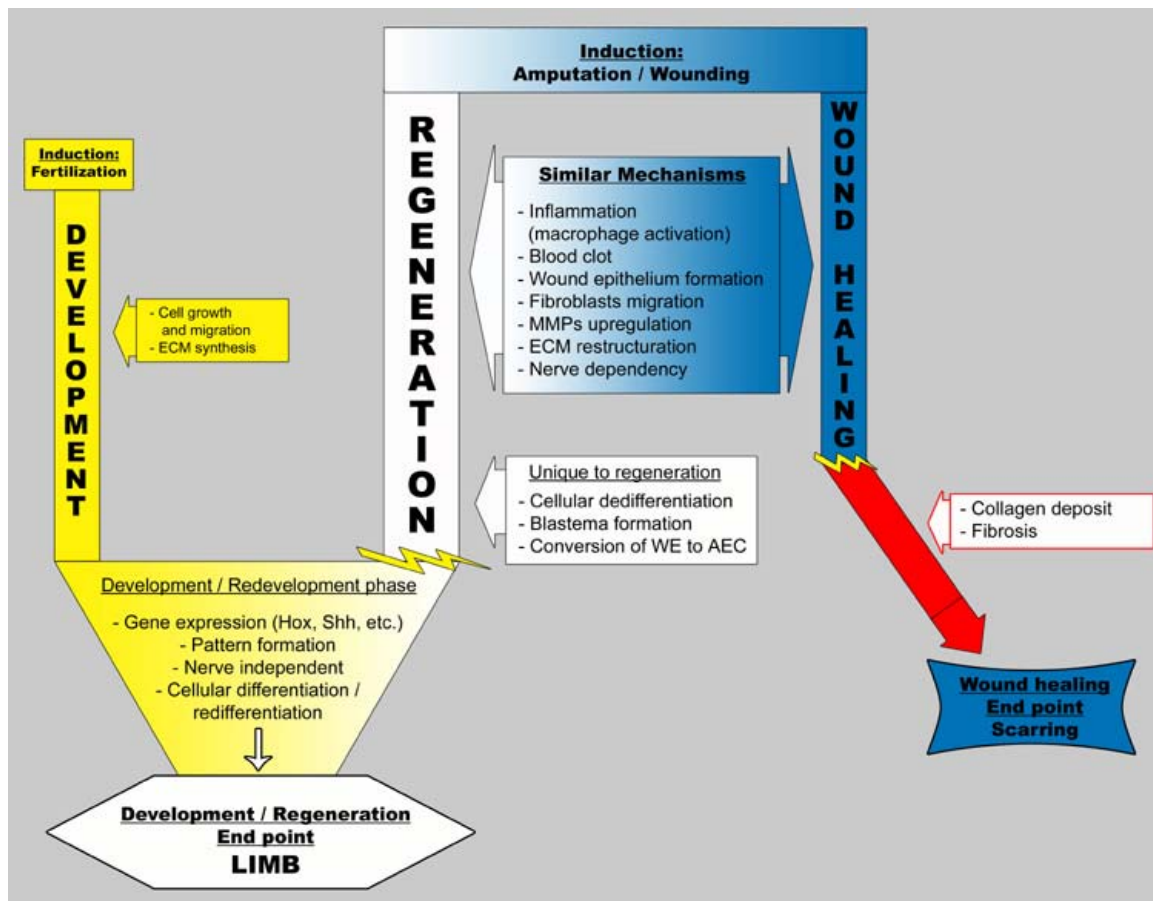 Induction:
Amputation / Wounding
Induction:
Fertilization
DEVELOPMENT
- Cell growth
and migration
- ECM synthesis
REGENERATION
Similar Mechanisms
- Inflammation
(macrophage activation)
- Blood clot
- Wound epithelium formation
- Fibroblasts migration
- MMPs upregulation
- ECM restructuration
- Nerve dependency
WOUND HEALING
Unique to regeneration
- Cellular dedifferentiation
- Blastema formation
- Conversion of WE to AEC
- Collagen deposit
- Fibrosis
Development / Redevelopment phase
- Gene expression (Hox, Shh, etc.)
- Pattern formation
- Nerve independent
- Cellular differentiation /
redifferentiation
Wound healing
End point
Scarring
Development / Regeneration
End point
LIMB